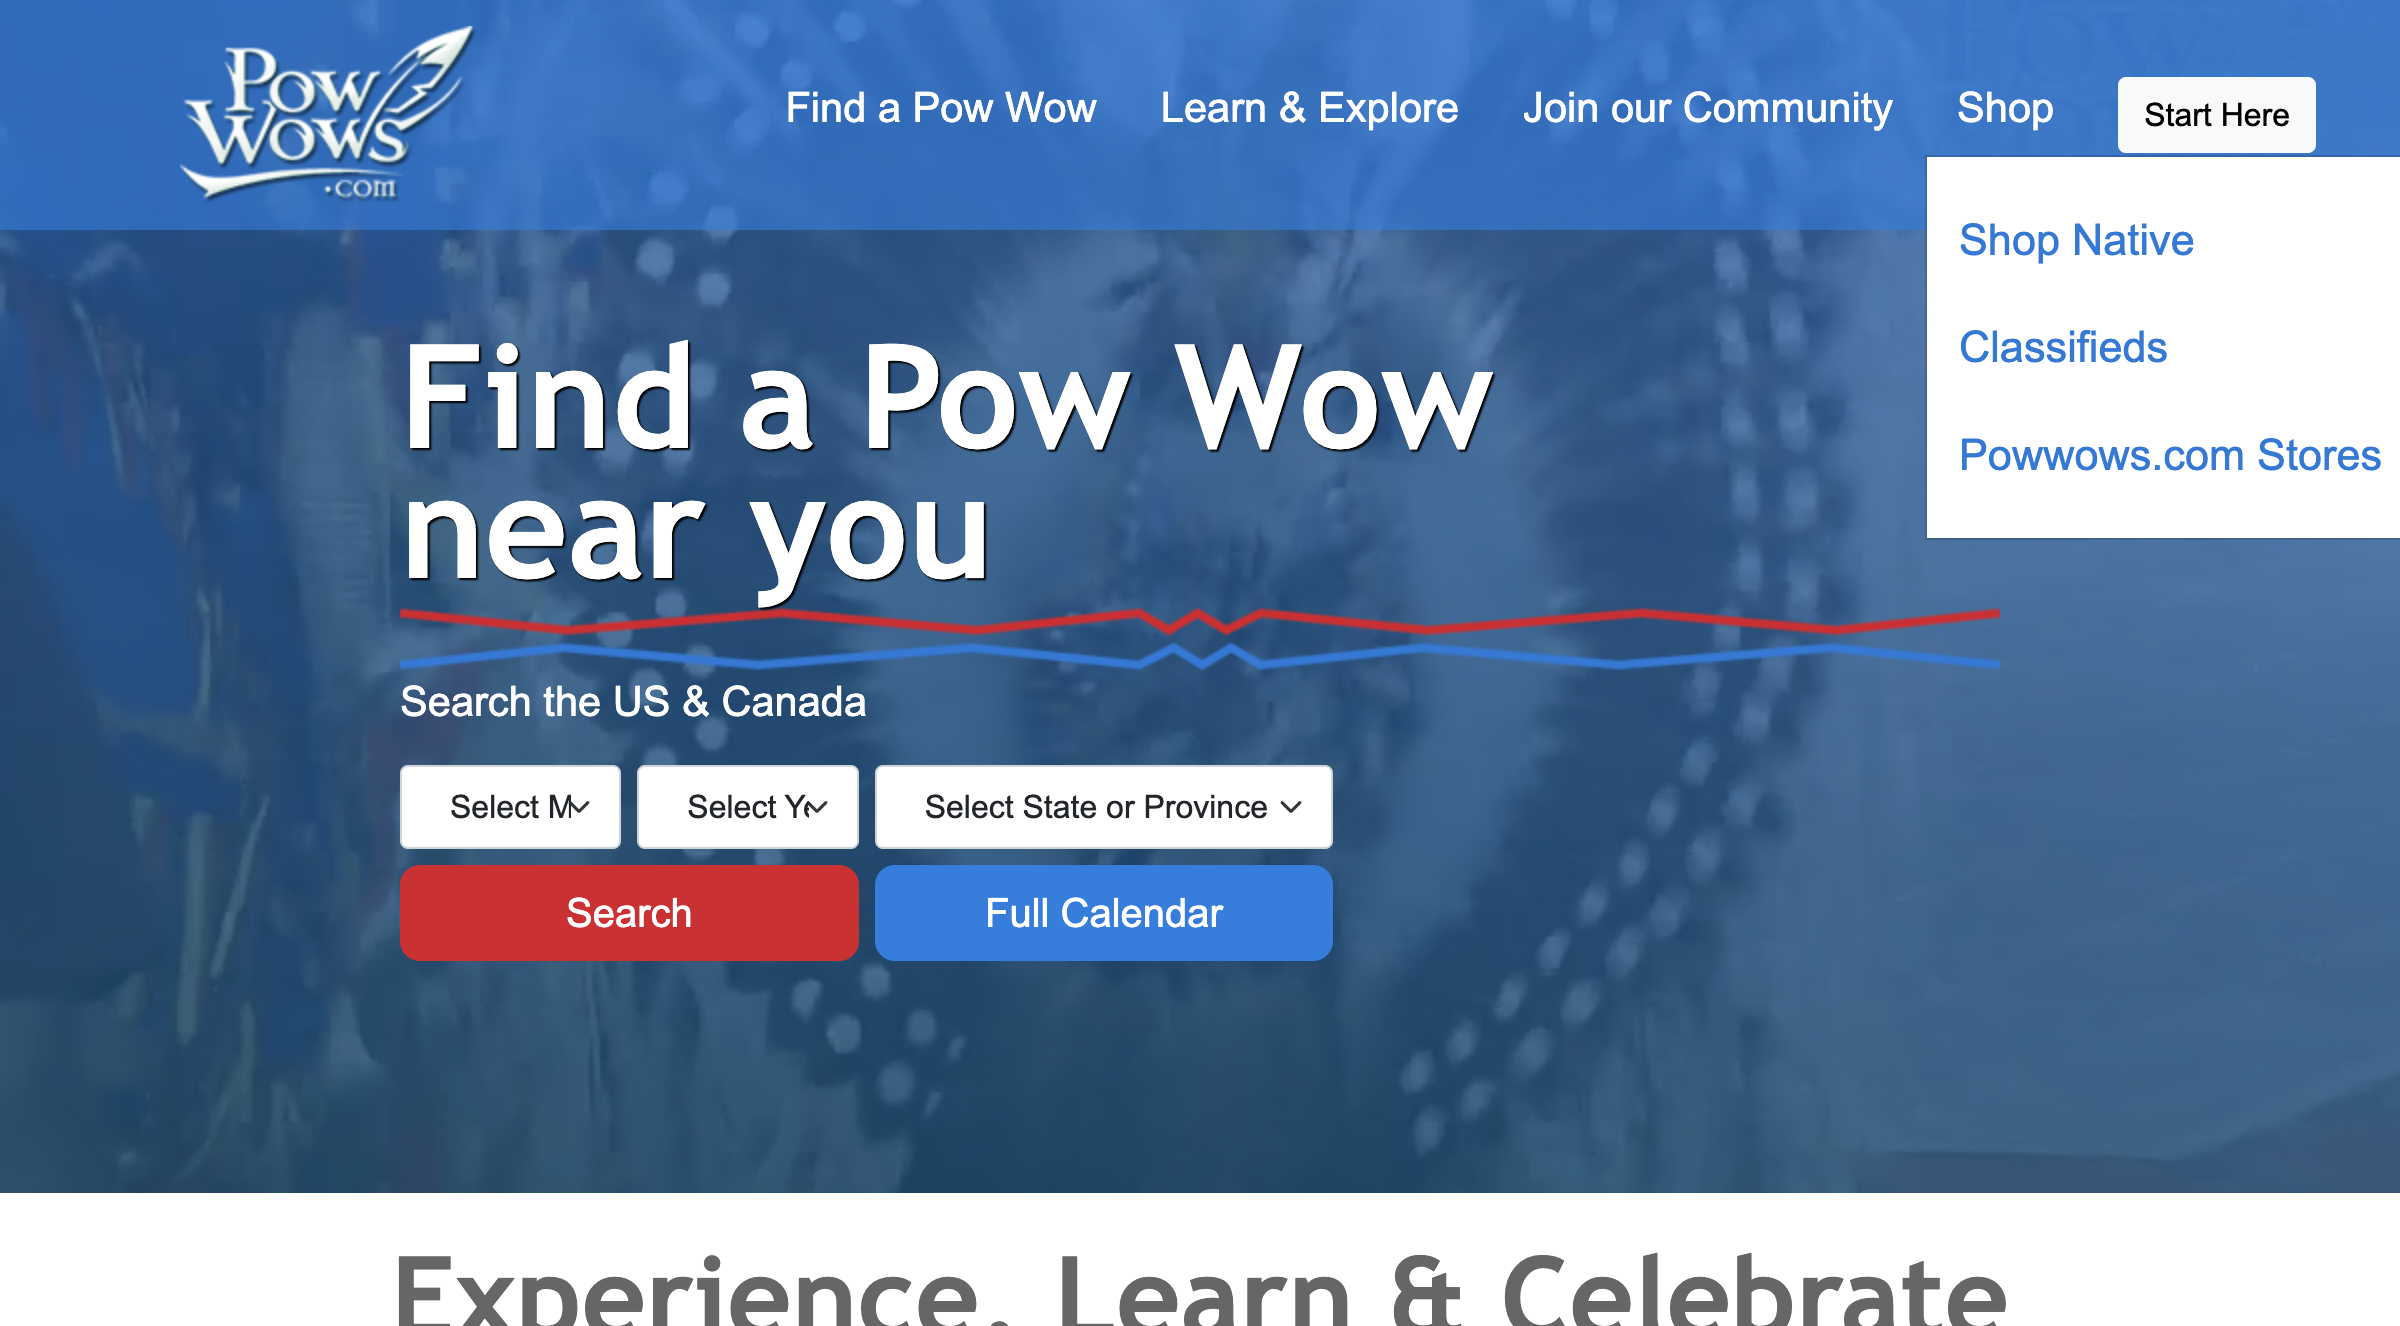 Pow
Wows
.com
Find a Pow Wow
Learn & Explore
Join our Community
Shop
Start Here
Shop Native
Classifieds
Powwows.com Stores
Find a Pow Wow
near you
Search the US & Canada
Select M
Select Ye
Select State or Province
Search
Full Calendar
Experience, Learn & Celebrate